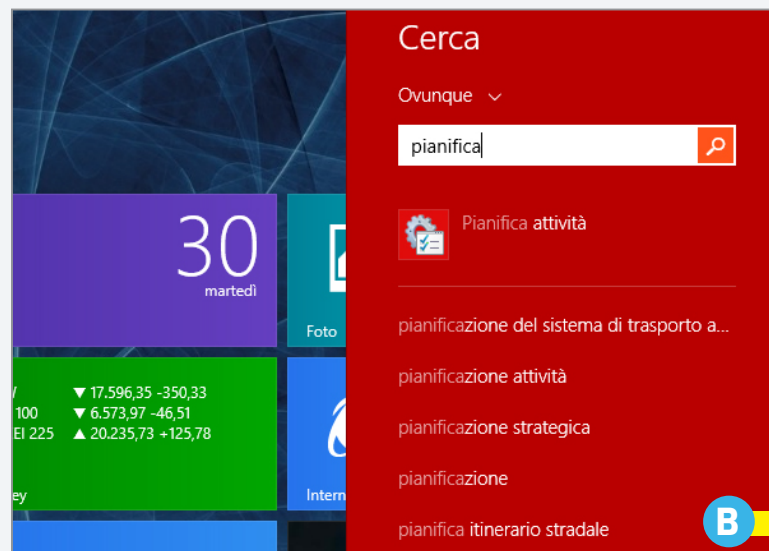 Cerca
Ovunque
pianifica
Pianifica attività
pianificazione del sistema di trasporto a...
pianificazione attività
pianificazione strategica
pianificazione
pianifica itinerario stradale
30
martedì
Foto
▼ 17.596,35 -350,33
100 ▼ 6.573,97 -46,51
EI 225 ▲ 20.235,73 +125,78
ey
Intern
B